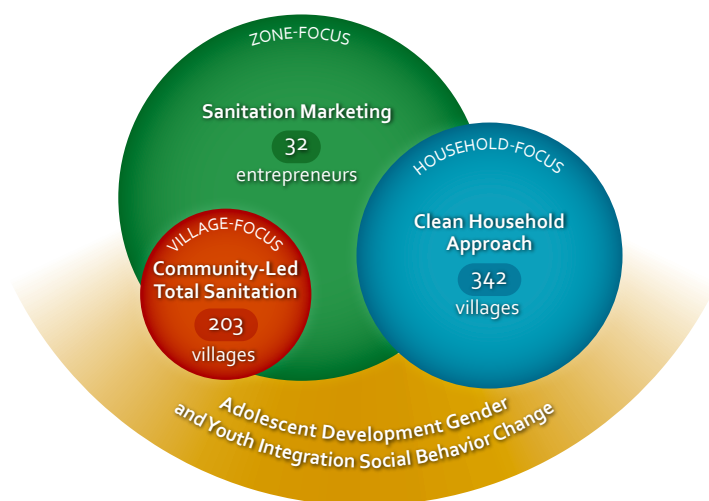 ZONE-FOCUS
Sanitation Marketing
32
entrepreneurs
HOUSEHOLD-FOCUS
Clean Household
Approach
342
villages
VILLAGE-FOCUS
Community-Led
Total Sanitation
203
villages
Adolescent Development Gender
and Youth Integration Social Behavior Change